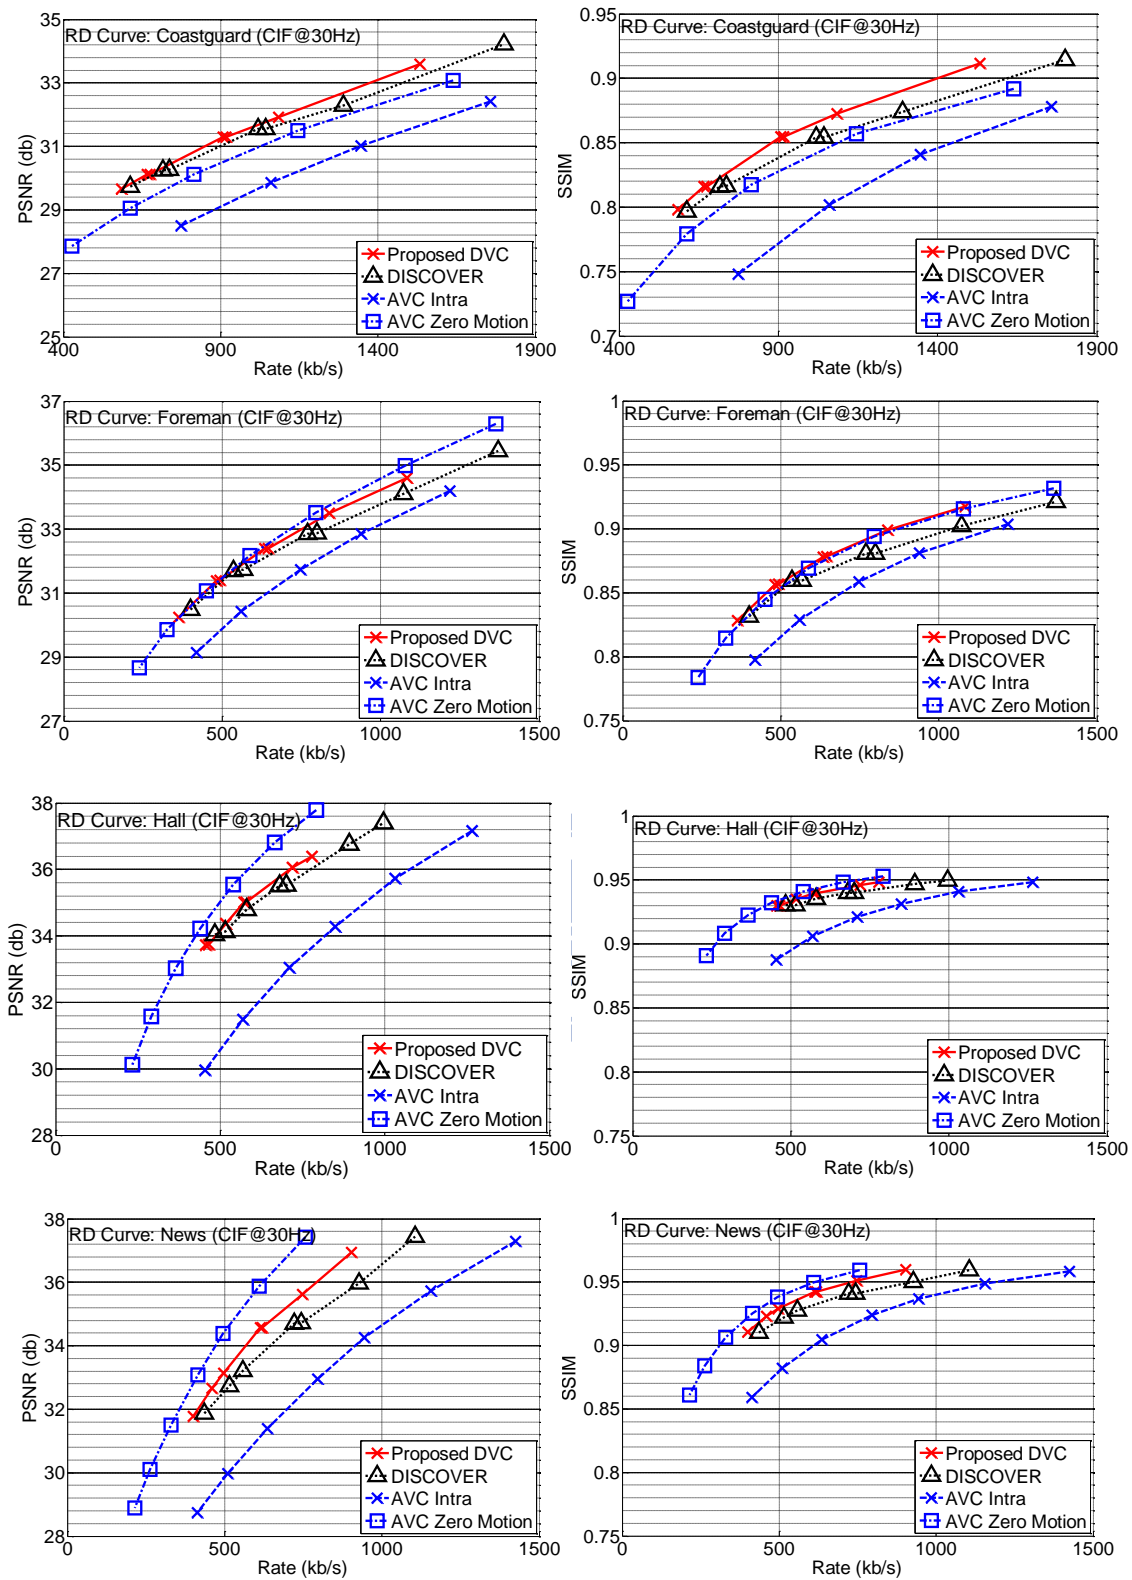 RD Curve: Coastguard (CIF@30Hz)
PSNR (db)
35
33
31
29
27
25
400
900
1400
1900
Rate (kb/s)
Proposed DVC
DISCOVER
AVC Intra
AVC Zero Motion
RD Curve: Coastguard (CIF@30Hz)
SSIM
0.95
0.9
0.85
0.8
0.75
0.7
400
900
1400
1900
Rate (kb/s)
Proposed DVC
DISCOVER
AVC Intra
AVC Zero Motion
RD Curve: Foreman (CIF@30Hz)
PSNR (db)
37
35
33
31
29
27
0
500
1000
1500
Rate (kb/s)
Proposed DVC
DISCOVER
AVC Intra
AVC Zero Motion
RD Curve: Foreman (CIF@30Hz)
SSIM
1
0.95
0.9
0.85
0.8
0.75
0
500
1000
1500
Rate (kb/s)
Proposed DVC
DISCOVER
AVC Intra
AVC Zero Motion
RD Curve: Hall (CIF@30Hz)
PSNR (db)
38
36
34
32
30
28
0
500
1000
1500
Rate (kb/s)
Proposed DVC
DISCOVER
AVC Intra
AVC Zero Motion
RD Curve: Hall (CIF@30Hz)
SSIM
1
0.95
0.9
0.85
0.8
0.75
0
500
1000
1500
Rate (kb/s)
Proposed DVC
DISCOVER
AVC Intra
AVC Zero Motion
RD Curve: News (CIF@30Hz)
PSNR (db)
38
36
34
32
30
28
0
500
1000
1500
Rate (kb/s)
Proposed DVC
DISCOVER
AVC Intra
AVC Zero Motion
RD Curve: News (CIF@30Hz)
SSIM
1
0.95
0.9
0.85
0.8
0.75
0
500
1000
1500
Rate (kb/s)
Proposed DVC
DISCOVER
AVC Intra
AVC Zero Motion